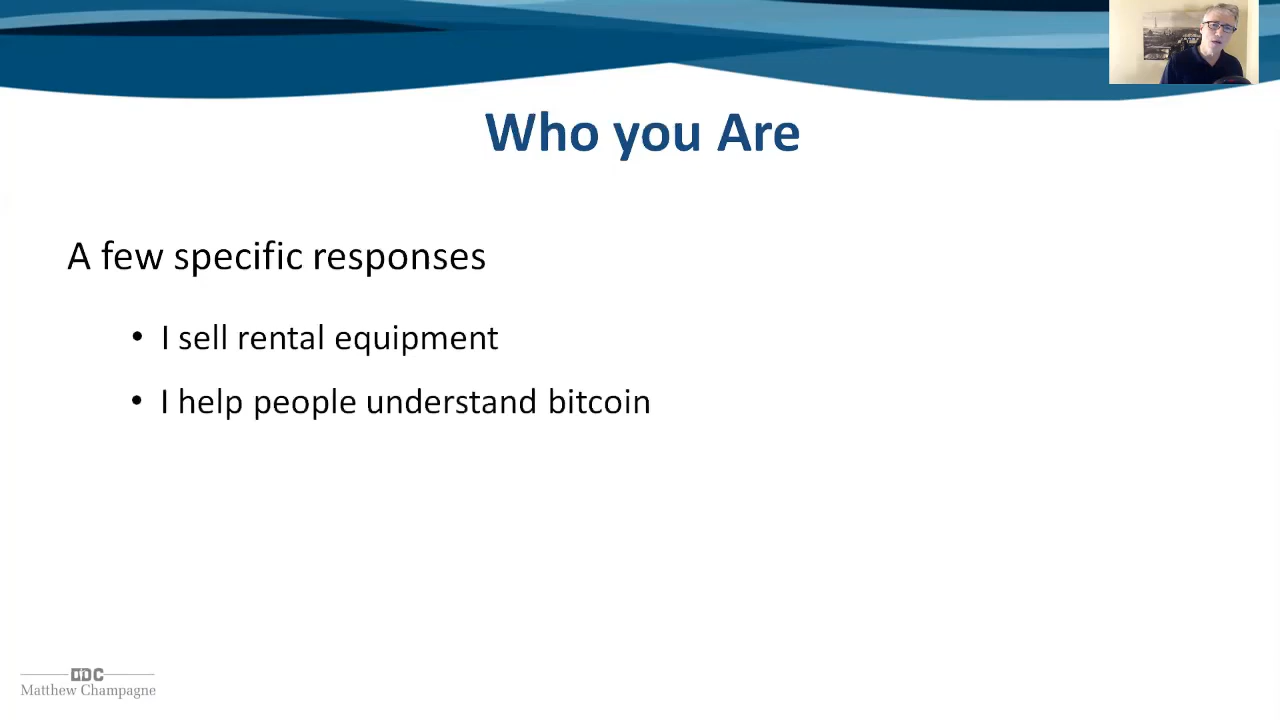 Who you Are
A few specific responses
• I sell rental equipment
• I help people understand bitcoin
Matthew Champagne